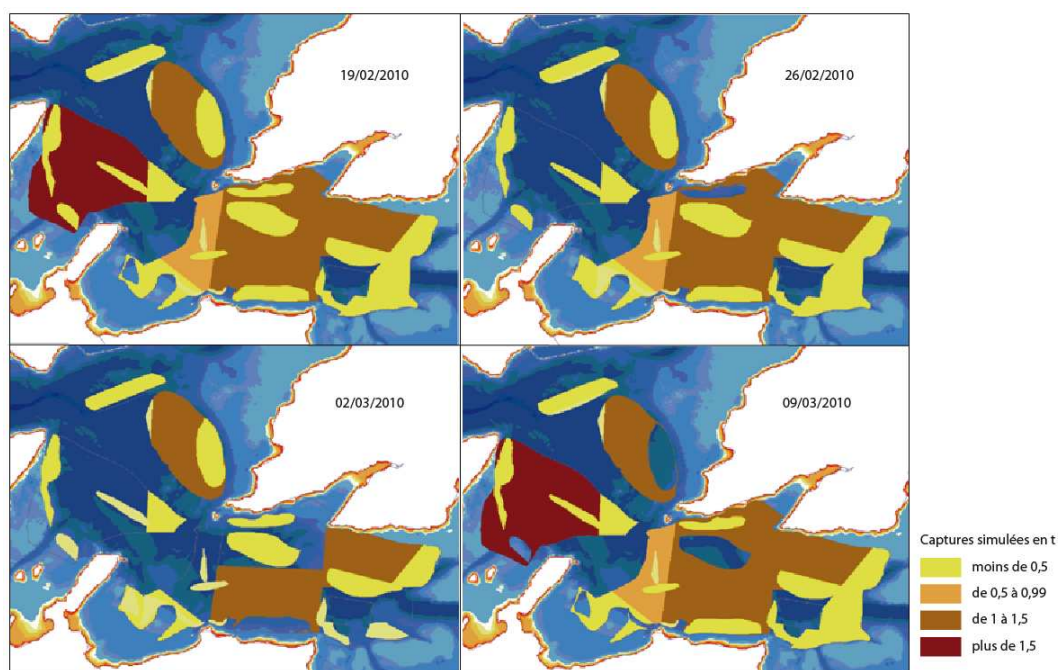 19/02/2010
26/02/2010
02/03/2010
09/03/2010
Captures simulées en t
moins de 0,5
de 0,5 à 0,99
de 1 à 1,5
plus de 1,5